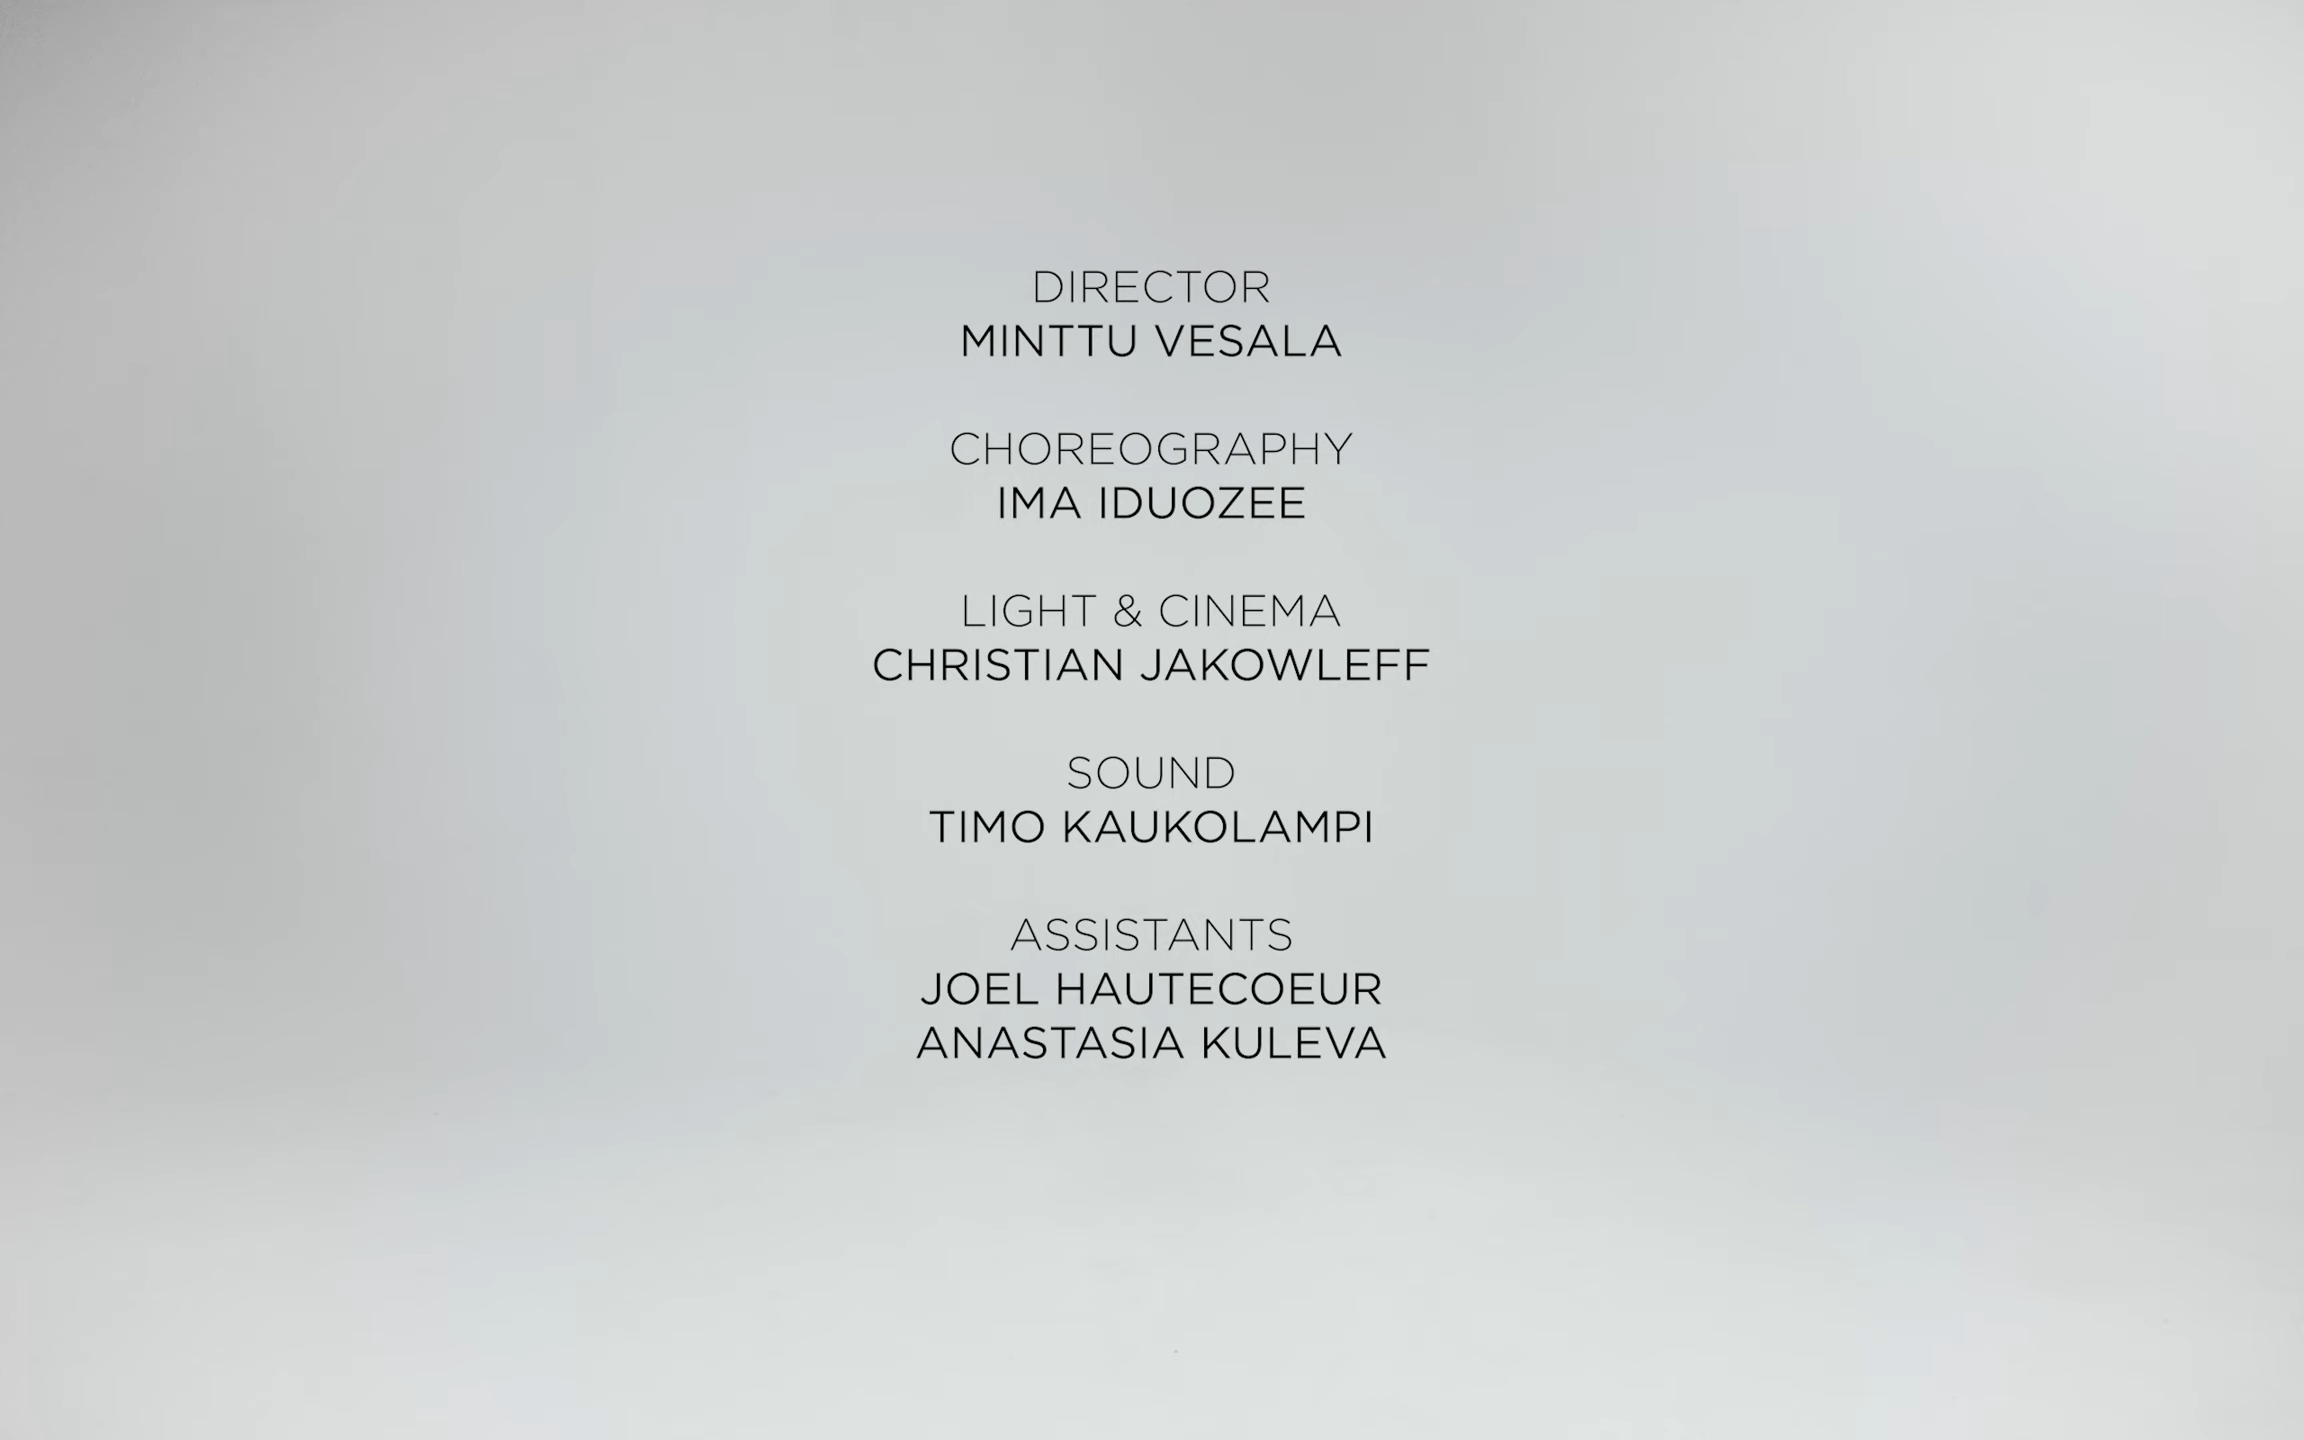 DIRECTOR
MINTTU VESALA
CHOREOGRAPHY
IMA IDUOZEE
LIGHT & CINEMA
CHRISTIAN JAKOWLEFF
SOUND
TIMO KAUKOLAMPI
ASSISTANTS
JOEL HAUTECOEUR
ANASTASIA KULEVA